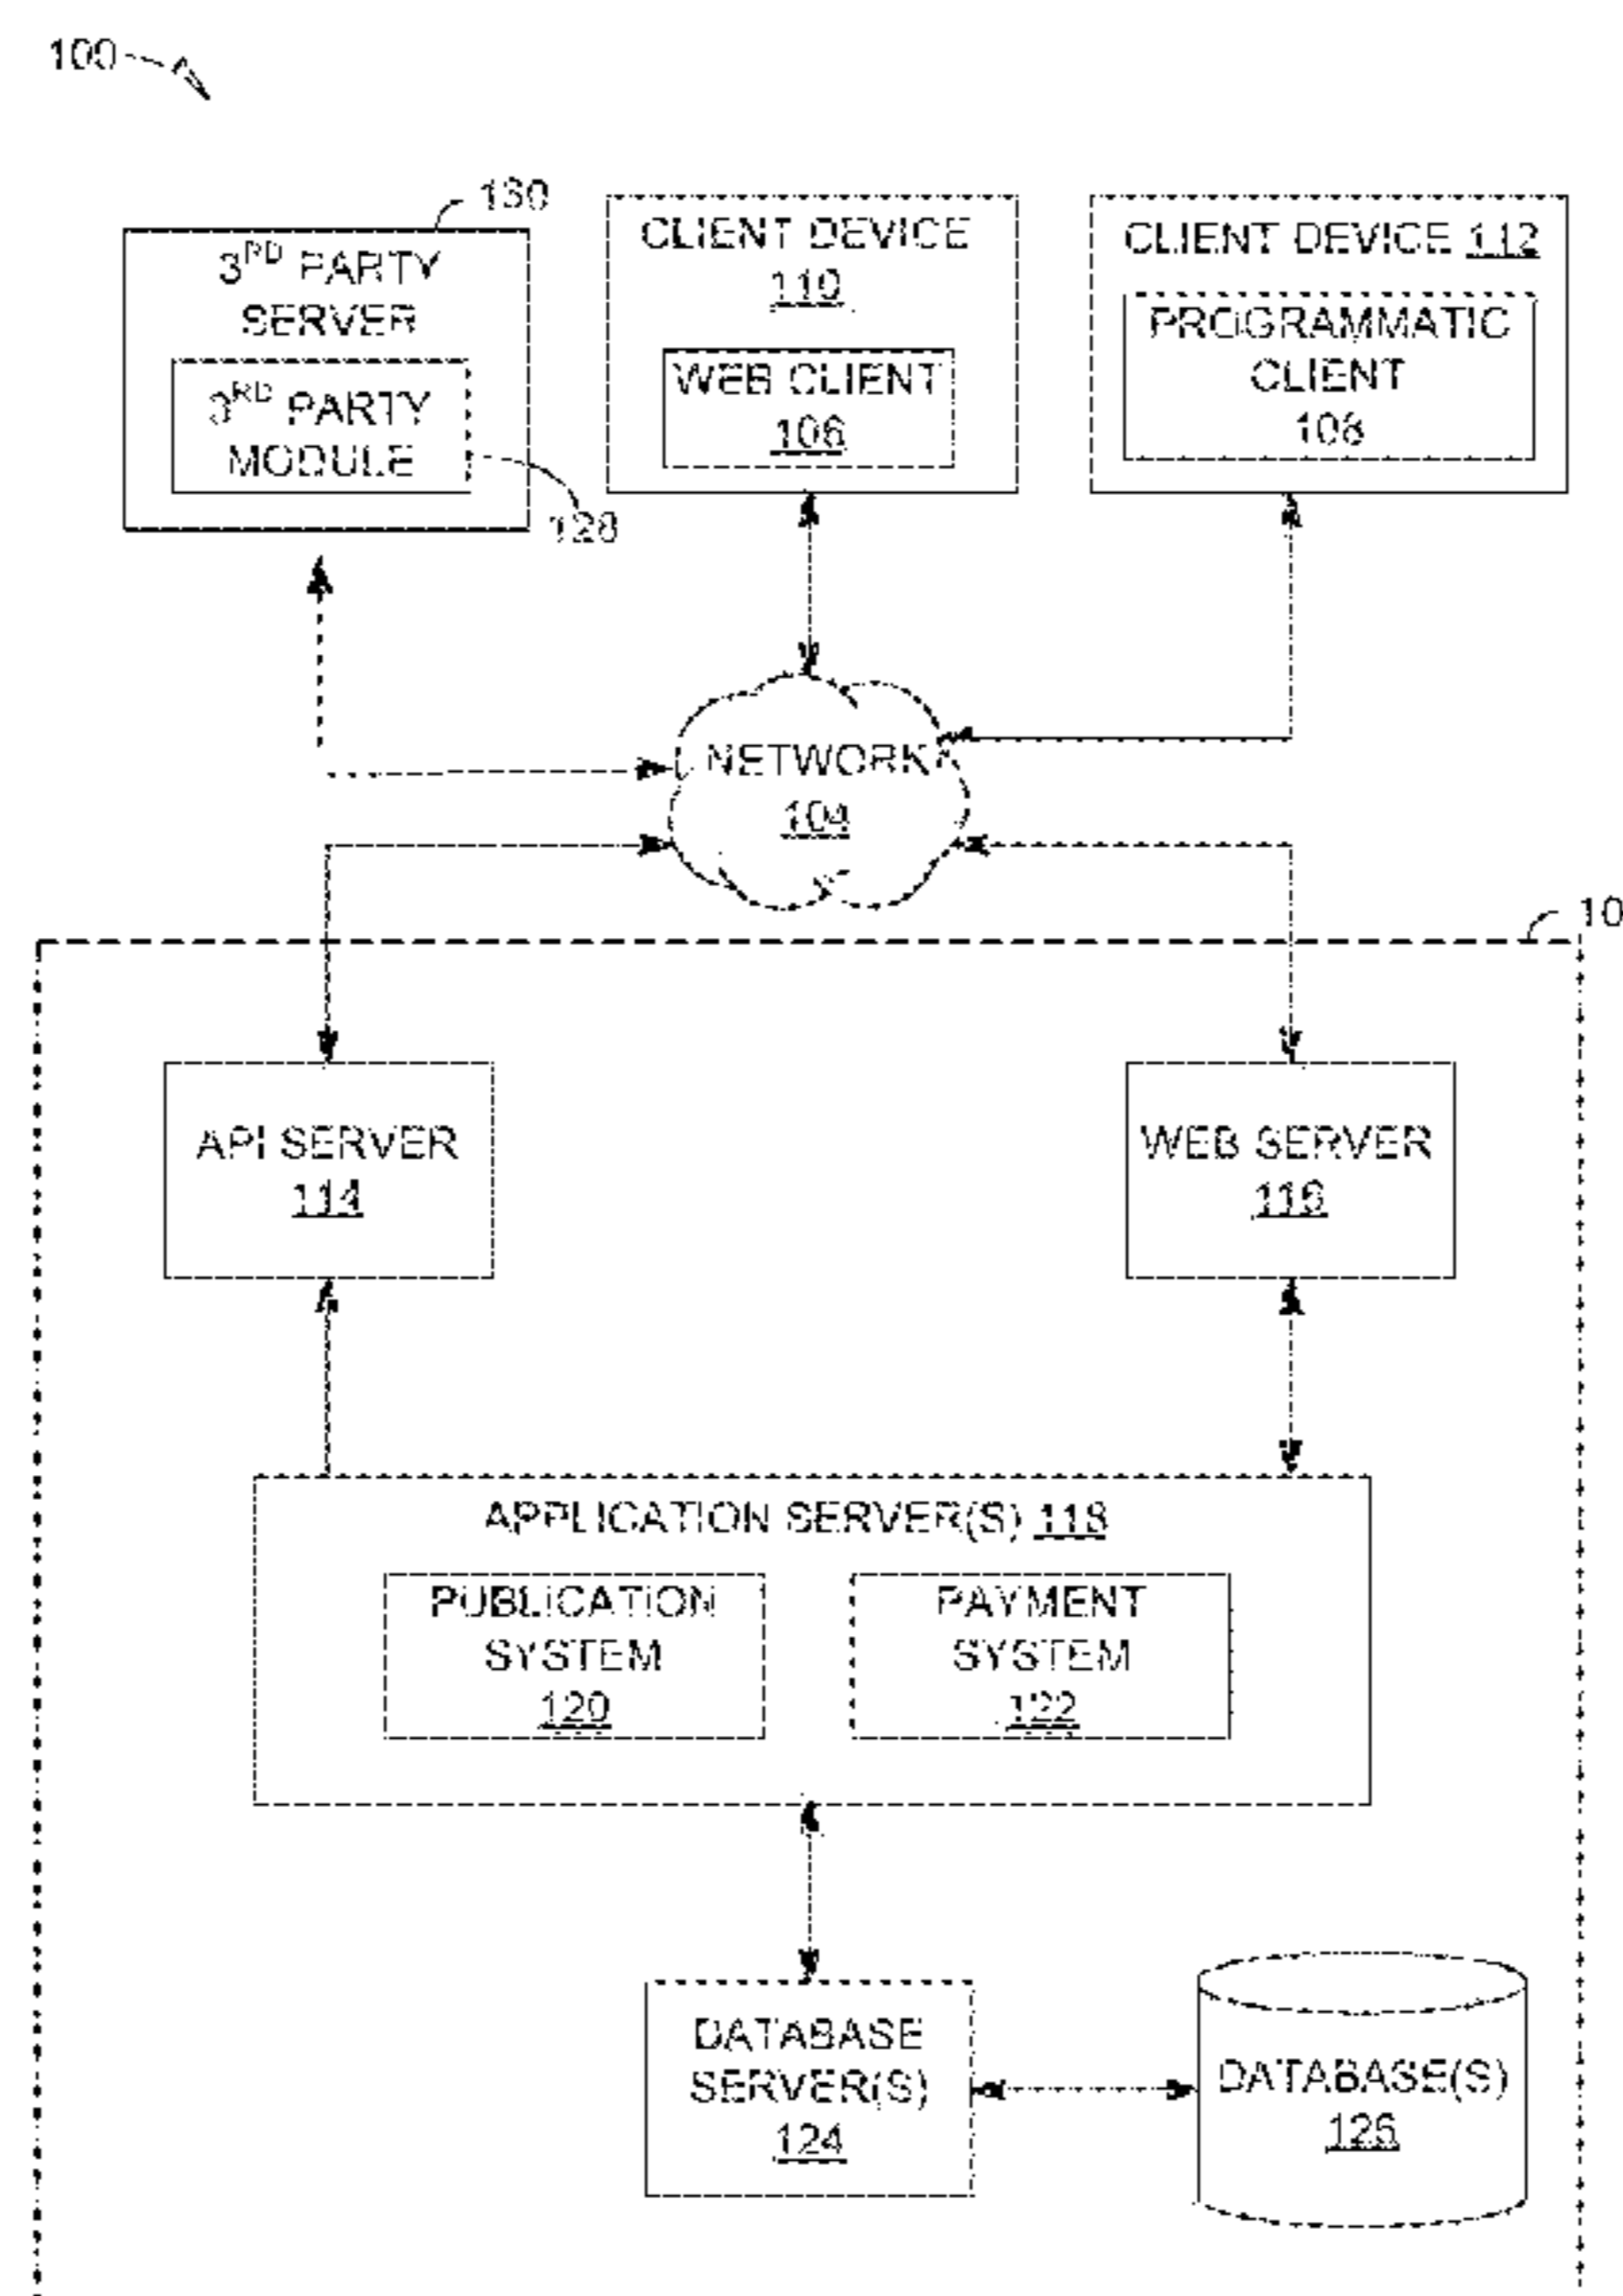 100
130
3RD PARTY
SERVER
3RD PARTY
MODULE
128
CLIENT DEVICE
110
WEB CLIENT
106
CLIENT DEVICE 112
PROGRAMMATIC
CLIENT
108
NETWORK
104
10
API SERVER
114
WEB SERVER
116
APPLICATION SERVER(S) 118
PUBLICATION
SYSTEM
120
PAYMENT
SYSTEM
122
DATABASE
SERVER(S)
124
DATABASE(S)
126